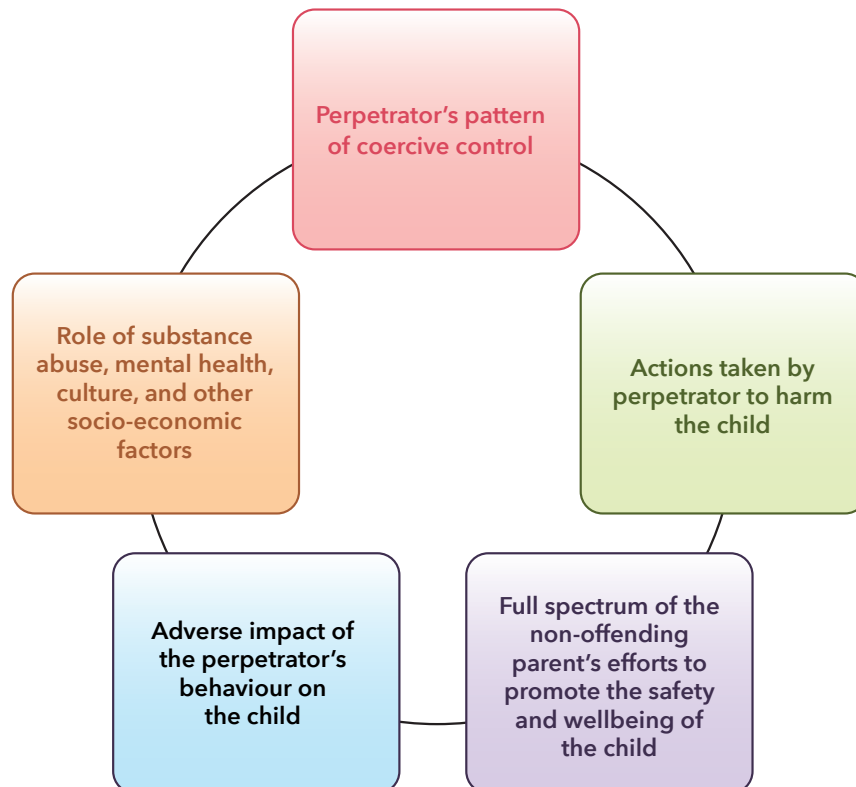 Perpetrator’s pattern
of coercive control
Actions taken by
perpetrator to harm
the child
Full spectrum of the
non-offending
parent’s efforts to
promote the safety
and wellbeing of
the child
Adverse impact of
the perpetrator’s
behaviour on
the child
Role of substance
abuse, mental health,
culture, and other
socio-economic
factors